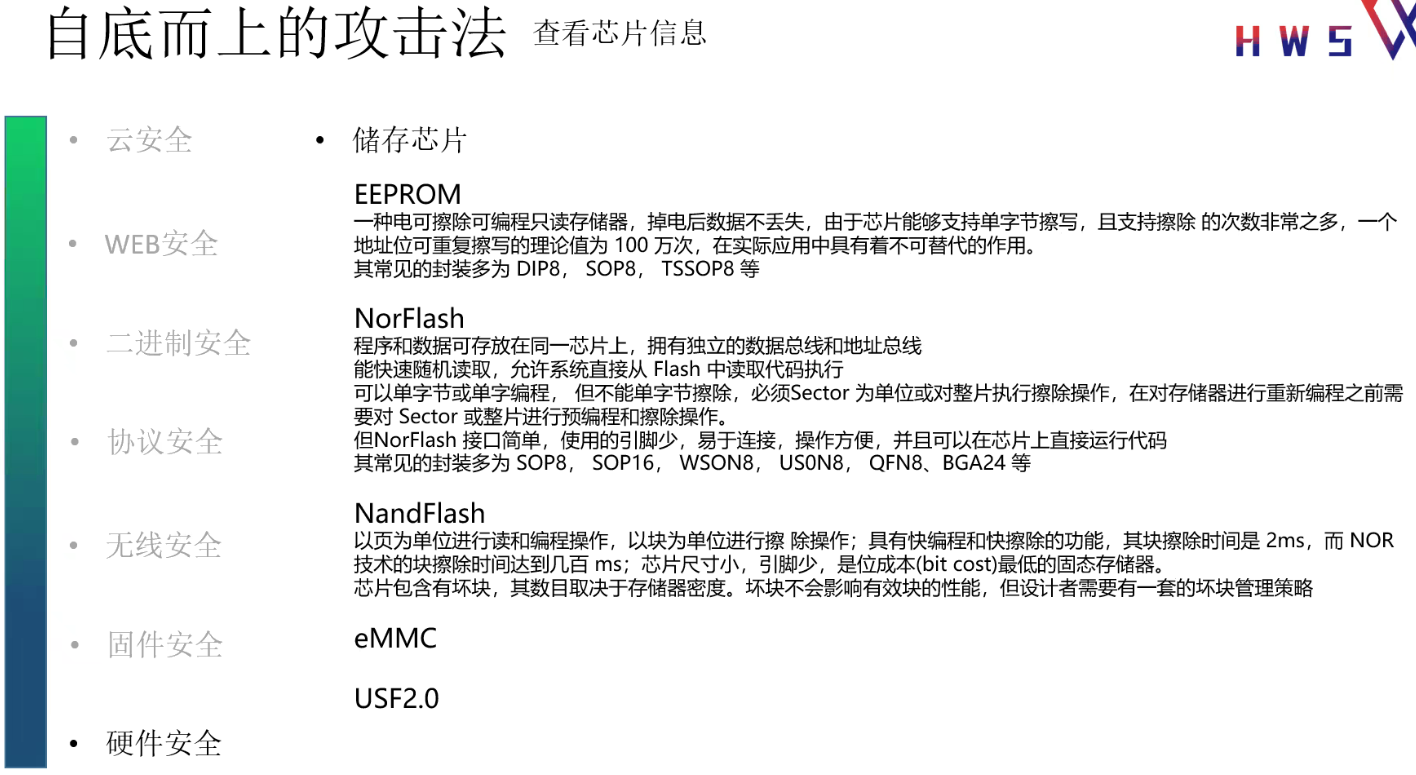 自底而上的攻击法 查看芯片信息
HWS
• 云安全
• WEB安全
• 二进制安全
• 协议安全
• 无线安全
• 固件安全
• 硬件安全
• 储存芯片
EEPROM
一种电可擦除可编程只读存储器，掉电后数据不丢失，由于芯片能够支持单字节擦写，且支持擦除 的次数非常之多，一个
地址位可重复擦写的理论值为 100 万次，在实际应用中具有着不可替代的作用。
其常见的封装多为 DIP8， SOP8， TSSOP8 等
NorFlash
程序和数据可存放在同一芯片上，拥有独立的数据总线和地址总线
能快速随机读取，允许系统直接从 Flash 中读取代码执行
可以单字节或单字编程， 但不能单字节擦除，必须Sector 为单位或对整片执行擦除操作，在对存储器进行重新编程之前需
要对 Sector 或整片进行预编程和擦除操作。
但NorFlash 接口简单，使用的引脚少，易于连接，操作方便，并且可以在芯片上直接运行代码
其常见的封装多为 SOP8， SOP16， WSON8， US0N8， QFN8、BGA24 等
NandFlash
以页为单位进行读和编程操作，以块为单位进行擦 除操作；具有快编程和快擦除的功能，其块擦除时间是 2ms，而 NOR
技术的块擦除时间达到几百 ms；芯片尺寸小，引脚少，是位成本(bit cost)最低的固态存储器。
芯片包含有坏块，其数目取决于存储器密度。坏块不会影响有效块的性能，但设计者需要有一套的坏块管理策略
eMMC
USF2.0